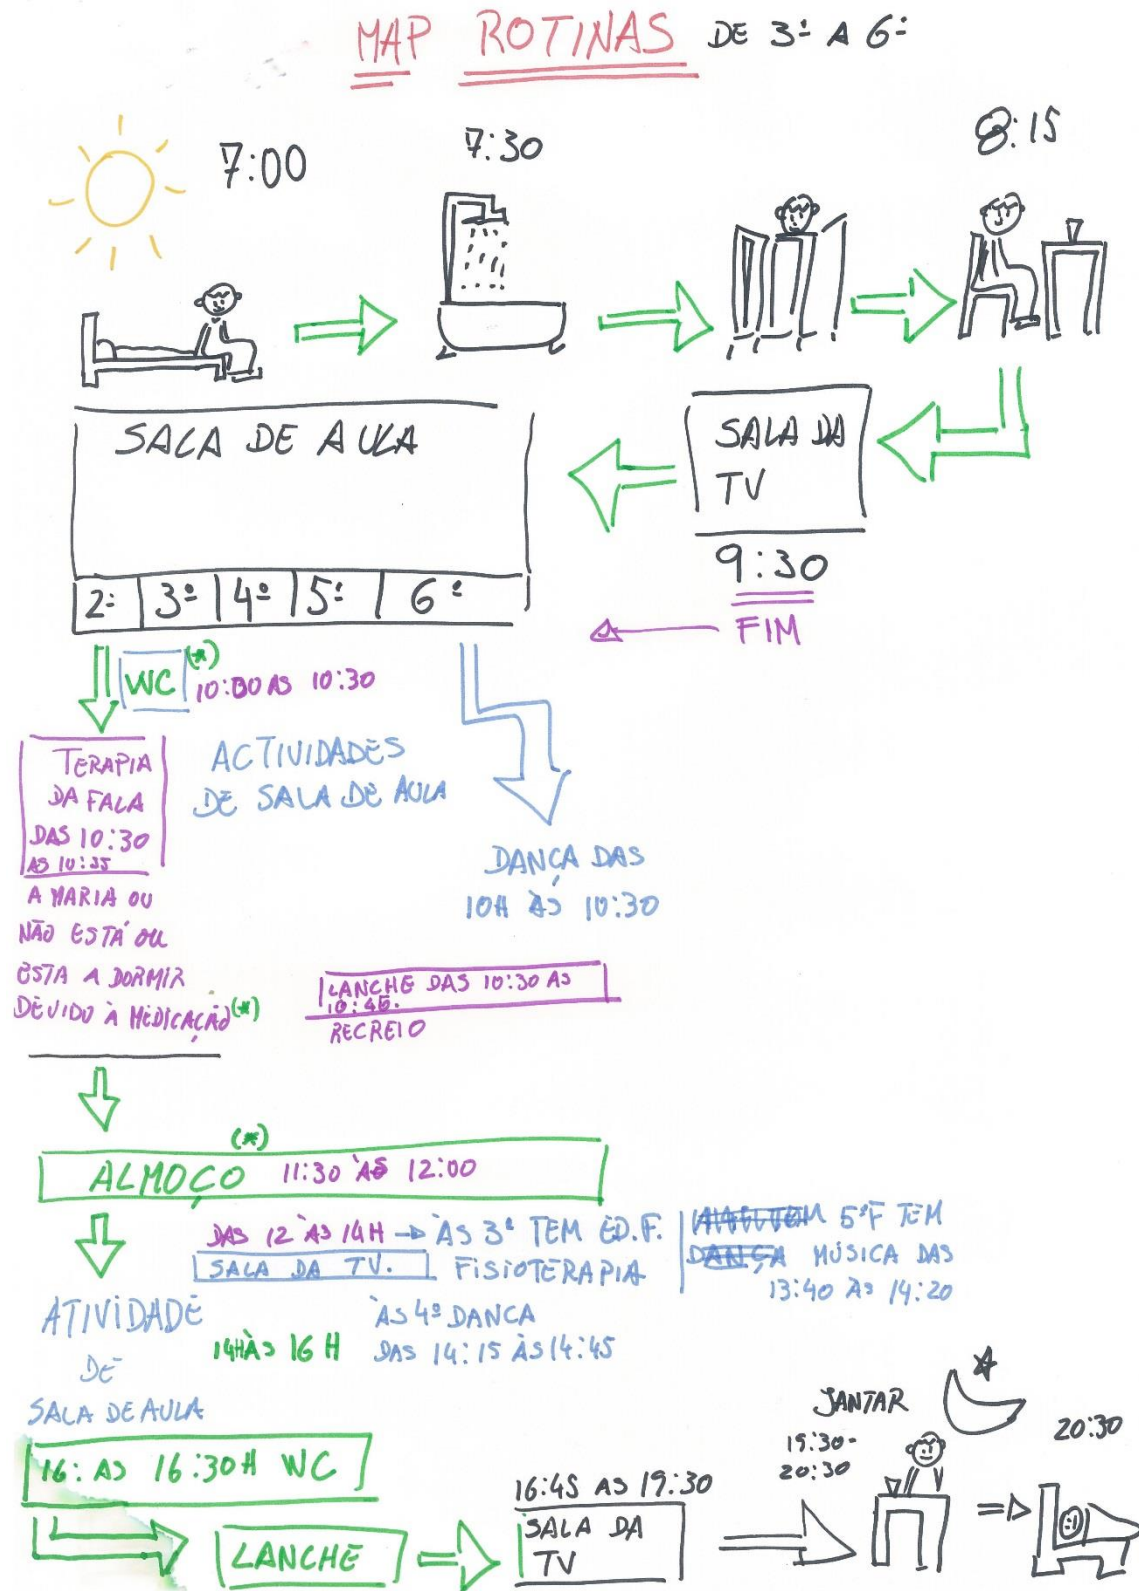 MAP ROTINAS DE 3ª A 6ª
7:00
7:30
8:15
SALA DE AULA
SALA DA
TV
9:30
FIM
2ª 3ª 4ª 5ª 6ª
WC (*) 10:00 AS 10:30
TERAPIA
DA FALA
DAS 10:30
ACTIVIDADES
DE SALA DE AULA
DANÇA DAS
10H ÀS 10:30
A MARIA OU
NÃO ESTÁ OU
ESTA A DORMIR
DEVIDO À MEDICAÇÃO (*)
LANCHE DAS 10:30 AS
10:45.
RECREIO
(*)
ALMOÇO 11:30 ÀS 12:00
DAS 12 ÀS 14H → ÀS 3ª TEM ED.F.
SALA DA TV. FISIOTERAPIA
5ªF TEM
DANÇA MÚSICA DAS
13:40 AS 14:20
ATIVIDADE
DE
SALA DE AULA
14H ÀS 16H
ÀS 4ª DANCA
DAS 14:15 ÀS 14:45
16: AS 16:30H WC
LANCHE
16:45 AS 19:30
SALA DA
TV
JANTAR
19:30-
20:30
20:30